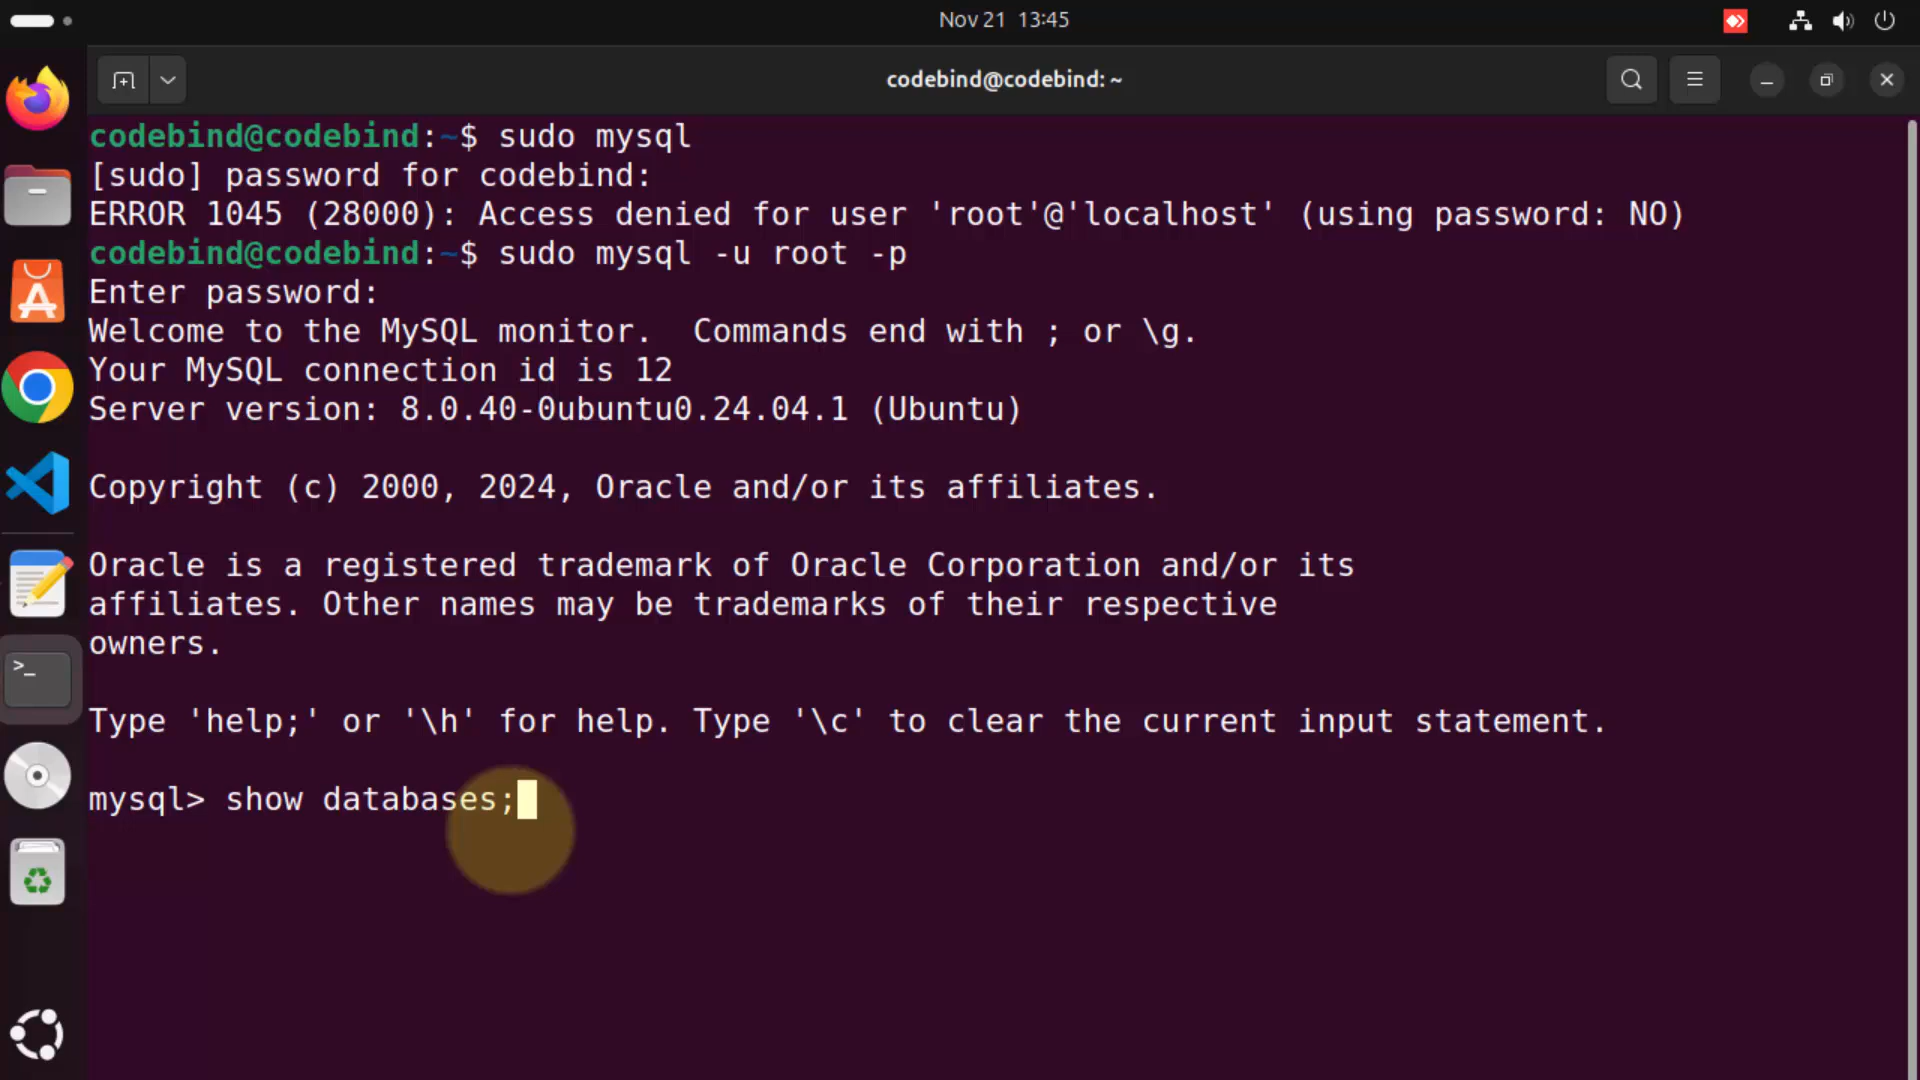 Nov 21 13:45
codebind@codebind: ~
codebind@codebind:~$ sudo mysql
[sudo] password for codebind:
ERROR 1045 (28000): Access denied for user 'root'@'localhost' (using password: NO)
codebind@codebind:~$ sudo mysql -u root -p
Enter password:
Welcome to the MySQL monitor.  Commands end with ; or \g.
Your MySQL connection id is 12
Server version: 8.0.40-0ubuntu0.24.04.1 (Ubuntu)
Copyright (c) 2000, 2024, Oracle and/or its affiliates.
Oracle is a registered trademark of Oracle Corporation and/or its
affiliates. Other names may be trademarks of their respective
owners.
Type 'help;' or '\h' for help. Type '\c' to clear the current input statement.
mysql> show databases;